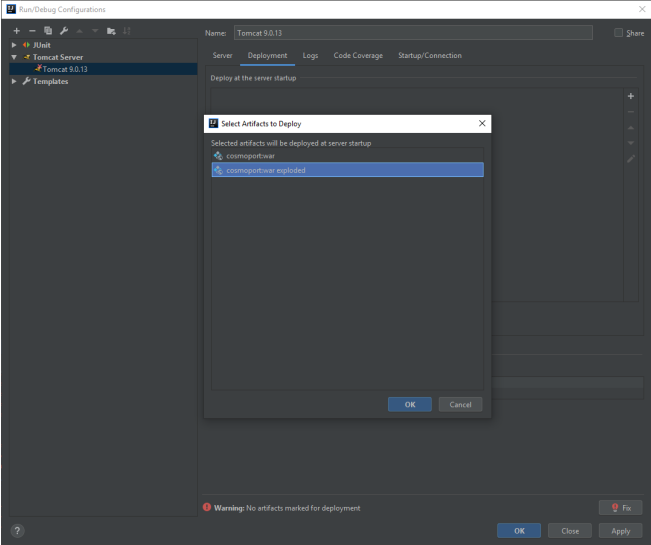 Run/Debug Configurations
JUnit
Tomcat Server
Tomcat 9.0.13
Templates
Name: Tomcat 9.0.13
Share
Server Deployment Logs Code Coverage Startup/Connection
Deploy at the server startup
Select Artifacts to Deploy
Selected artifacts will be deployed at server startup
cosmoport:war
cosmoport:war exploded
OK Cancel
Warning: No artifacts marked for deployment
Fix
? OK Close Apply